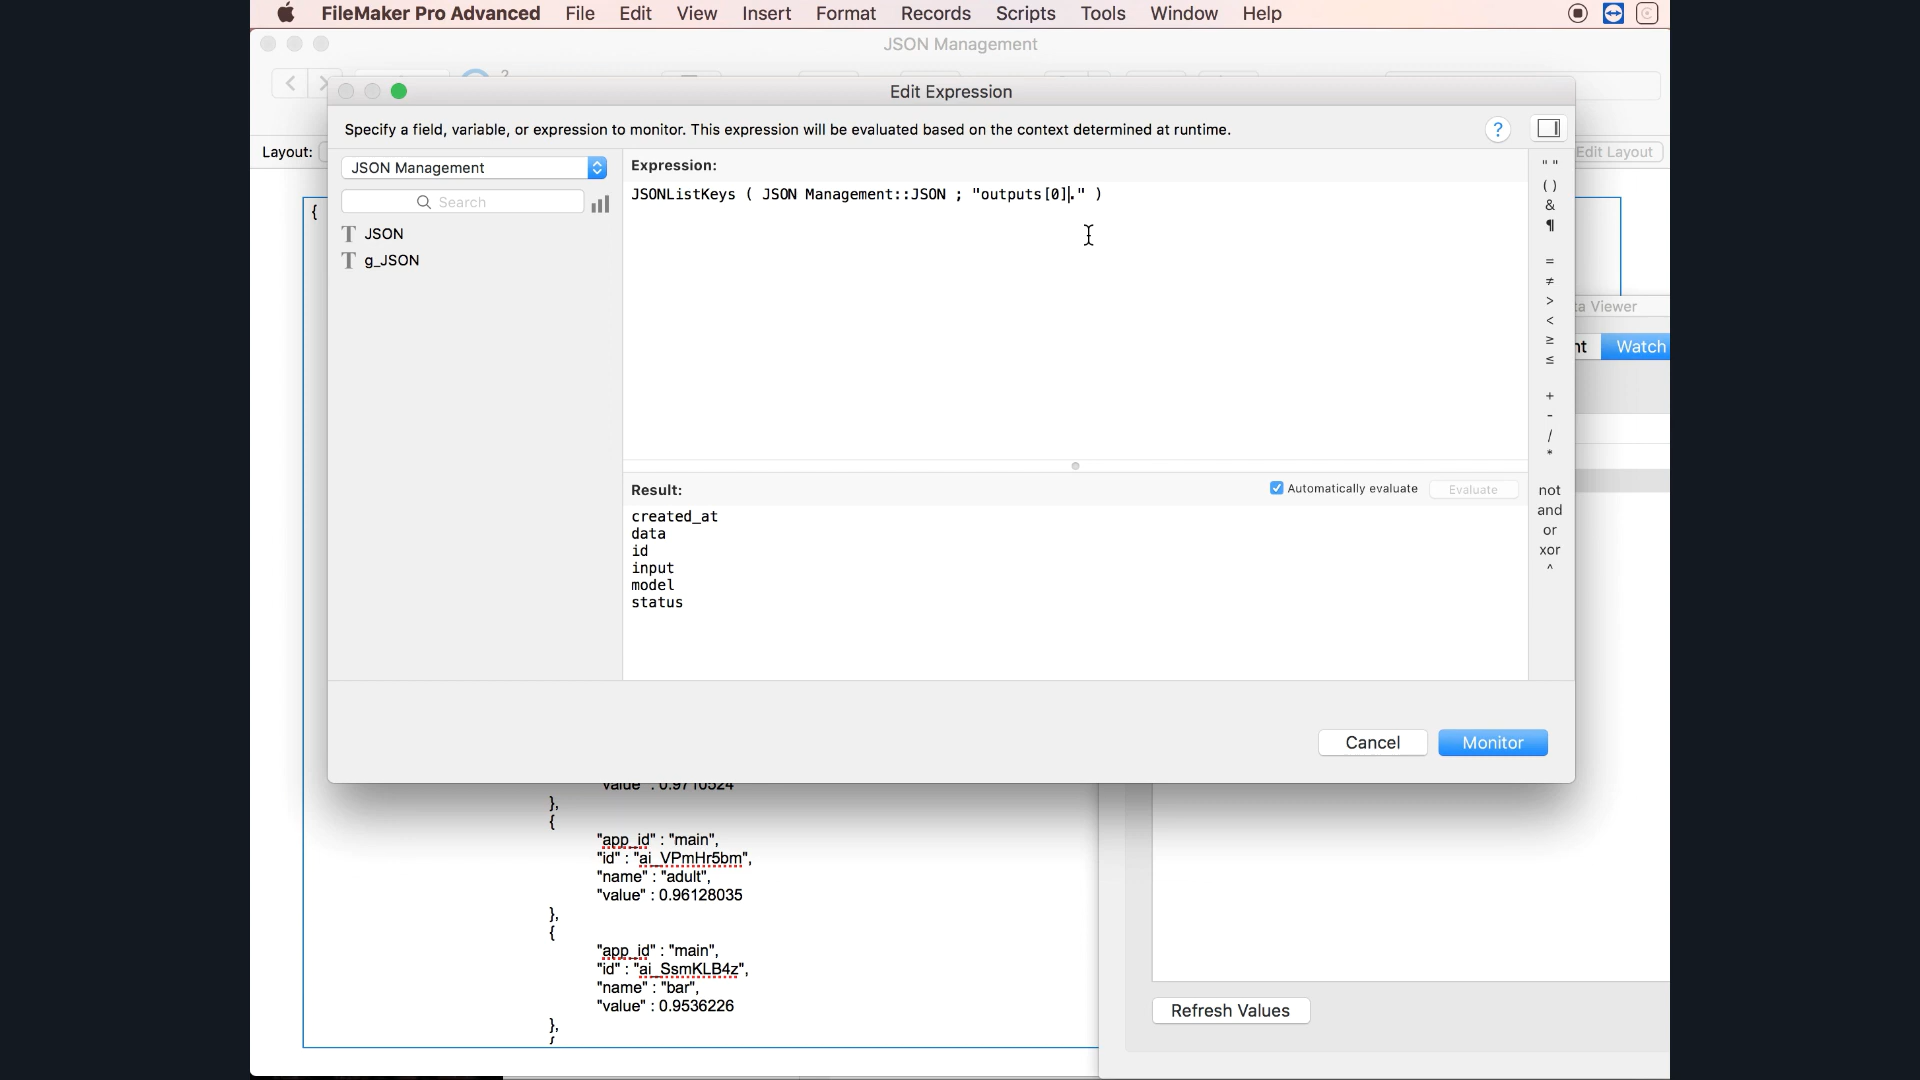 FileMaker Pro Advanced File Edit View Insert Format Records Scripts Tools Window Help
JSON Management
Edit Expression
Specify a field, variable, or expression to monitor. This expression will be evaluated based on the context determined at runtime. ?
Layout:
Edit Layout
JSON Management
Search
JSON
g_JSON
Expression:
JSONListKeys ( JSON Management::JSON ; "outputs[0]." )
{
" "
( )
&
¶
=
≠
>
<
≥
≤
+
-
/
*
not
and
or
xor
^
Viewer
Watch
Result:
Automatically evaluate
Evaluate
created_at
data
id
input
model
status
Cancel
Monitor
"value" : 0.9710524
},
{
"app_id" : "main",
"id" : "ai_VPmHr5bm",
"name" : "adult",
"value" : 0.96128035
},
{
"app_id" : "main",
"id" : "ai_SsmKLB4z",
"name" : "bar",
"value" : 0.9536226
},
{
Refresh Values